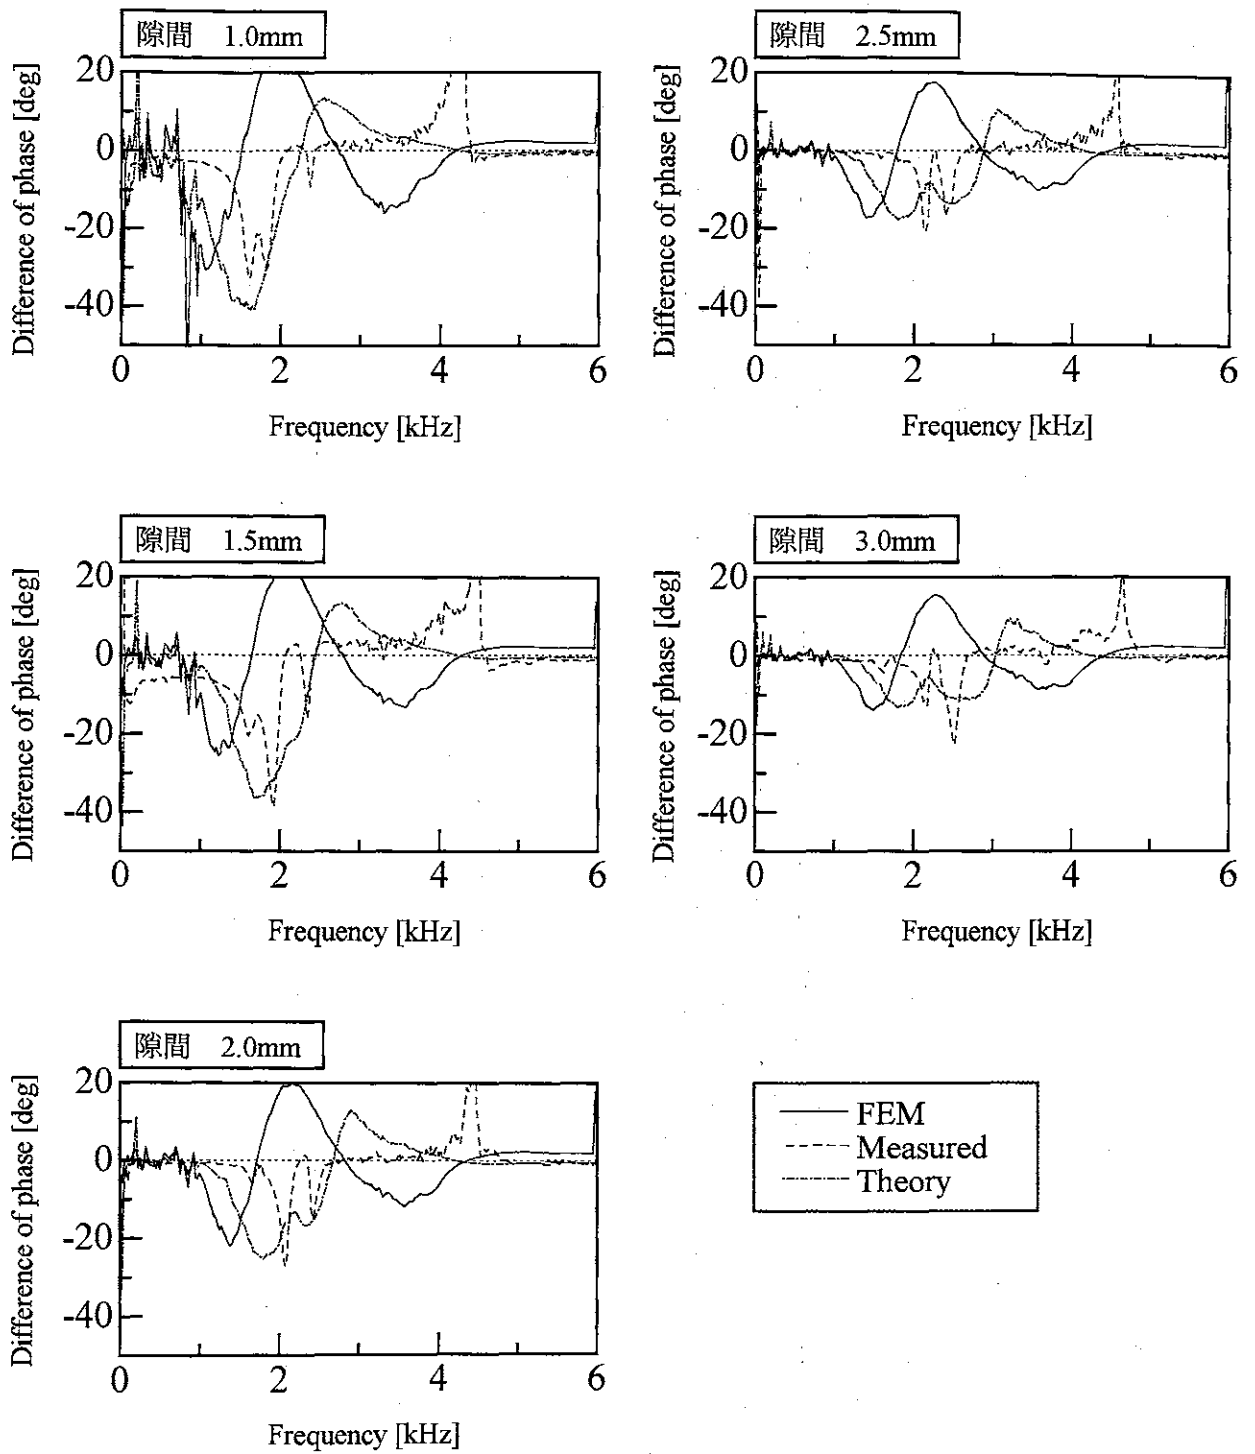 隙間 1.0mm
Difference of phase [deg]
20
0
-20
-40
0 2 4 6
Frequency [kHz]
隙間 2.5mm
Difference of phase [deg]
20
0
-20
-40
0 2 4 6
Frequency [kHz]
隙間 1.5mm
Difference of phase [deg]
20
0
-20
-40
0 2 4 6
Frequency [kHz]
隙間 3.0mm
Difference of phase [deg]
20
0
-20
-40
0 2 4 6
Frequency [kHz]
隙間 2.0mm
Difference of phase [deg]
20
0
-20
-40
0 2 4 6
Frequency [kHz]
FEM
Measured
Theory